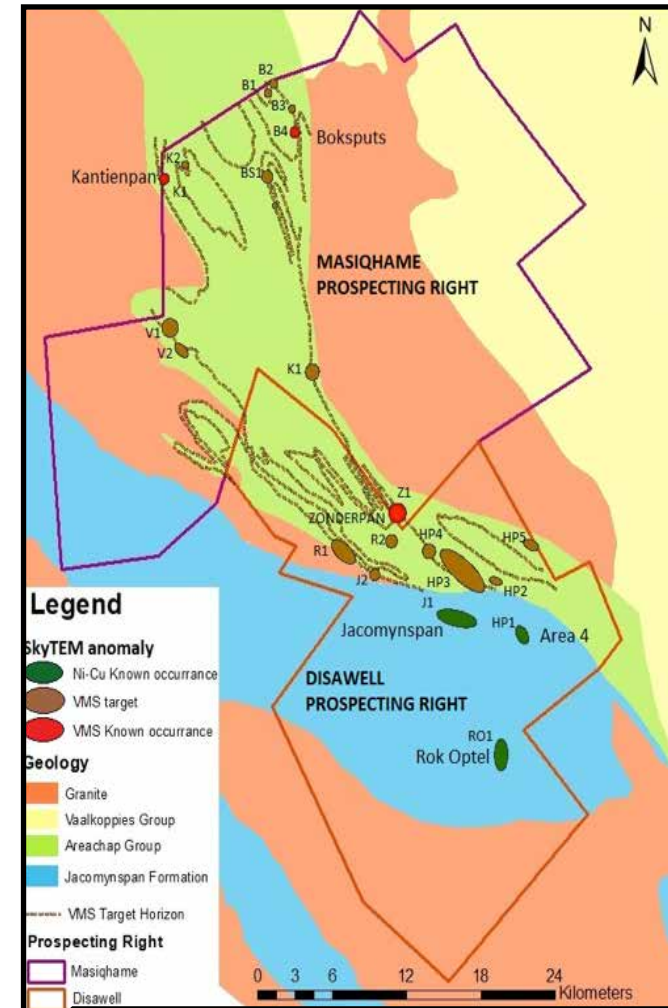 N
B2
B1
B3
B4
Boksputs
K2
Kantienpan
K1
BS1
MASIQHAME
PROSPECTING RIGHT
V1
V2
K1
Z1
ZONDERPAN
R2
HP4
HP5
R1
J2
HP3
HP2
J1
Jacomynspan
HP1
Area 4
DISAWELL
PROSPECTING RIGHT
RO1
Rok Optel
Legend
SkyTEM anomaly
Ni-Cu Known occurrance
VMS target
VMS Known occurrance
Geology
Granite
Vaalkoppies Group
Areachap Group
Jacomynspan Formation
VMS Target Horizon
Prospecting Right
Masiqhame
Disawell
0 3 6 12 18 24
Kilometers